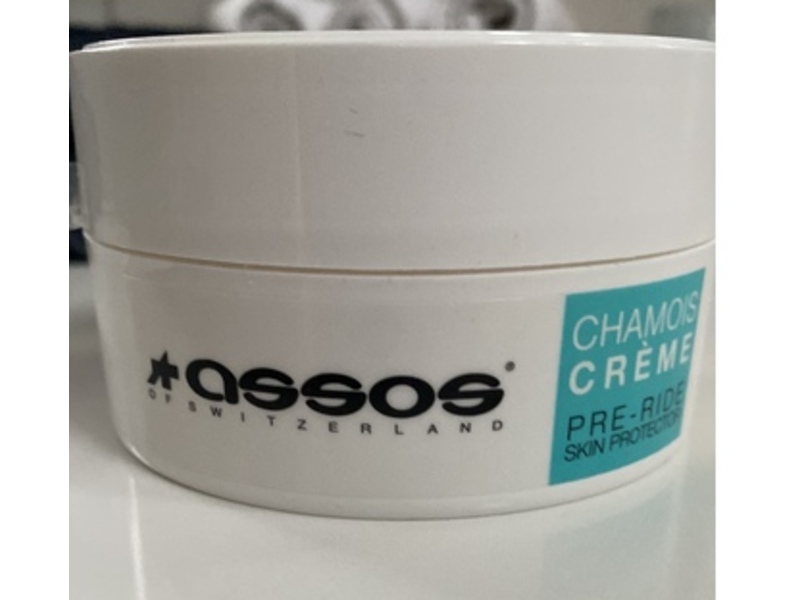 assos®
OF SWITZERLAND
CHAMOIS
CRÈME
PRE-RIDE
SKIN PROTECTOR